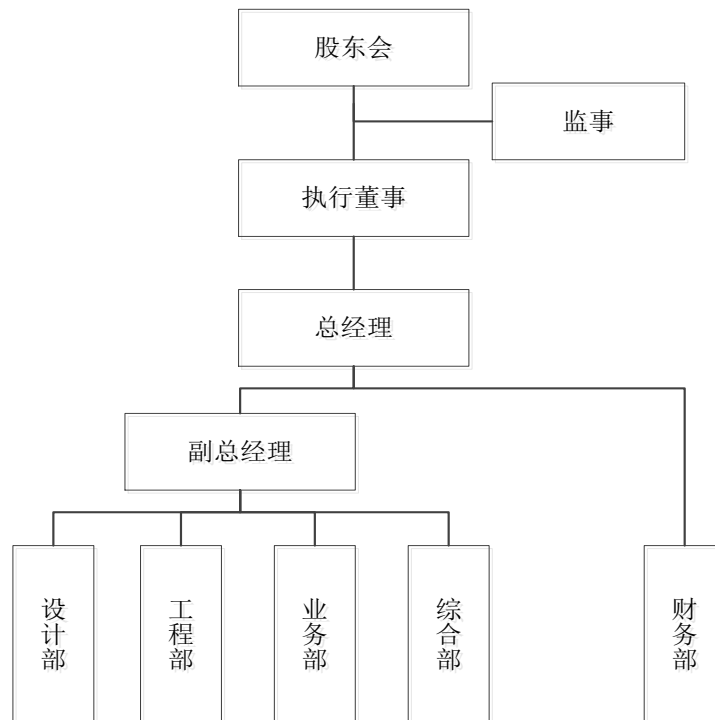 股东会
监事
执行董事
总经理
副总经理
设计部
工程部
业务部
综合部
财务部